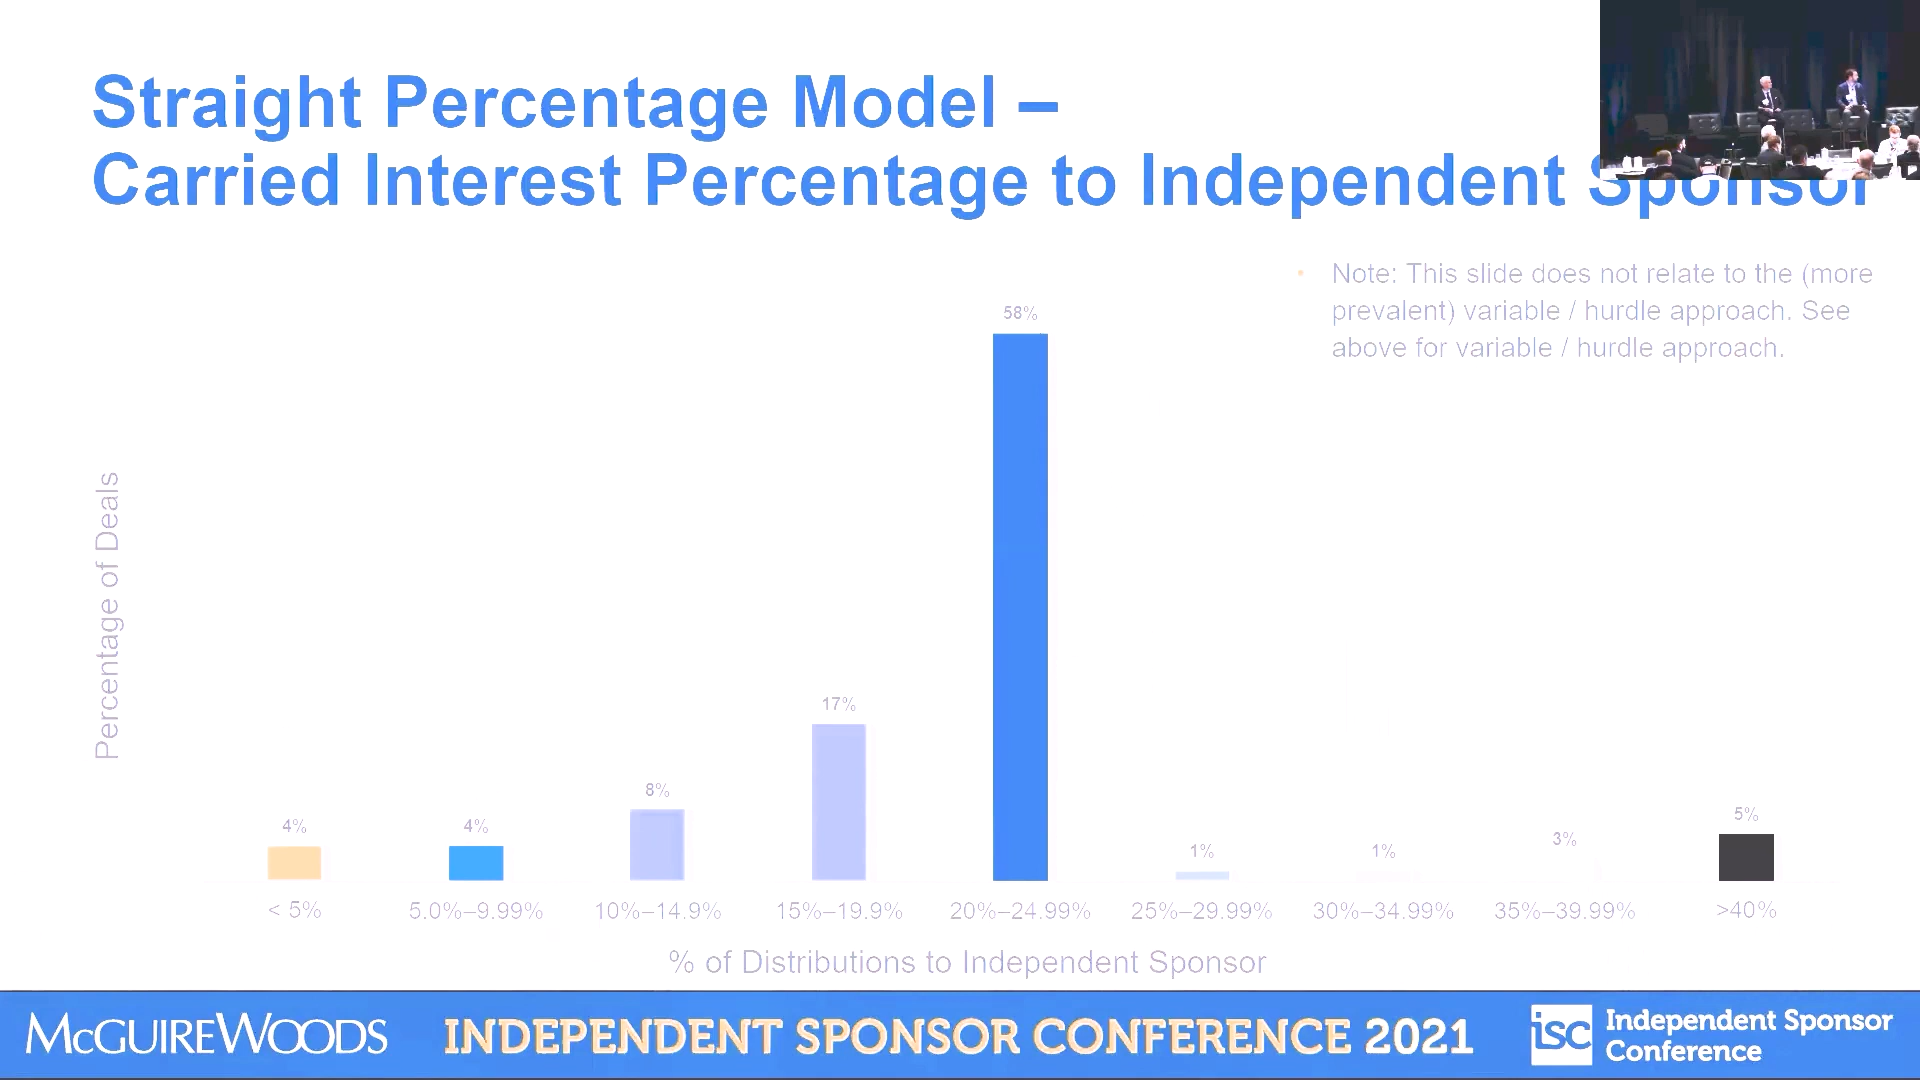 Straight Percentage Model –
Carried Interest Percentage to Independent Sponsor
• Note: This slide does not relate to the (more
prevalent) variable / hurdle approach. See
above for variable / hurdle approach.
Percentage of Deals
4%
4%
8%
17%
58%
1%
1%
3%
5%
< 5%
5.0%–9.99%
10%–14.9%
15%–19.9%
20%–24.99%
25%–29.99%
30%–34.99%
35%–39.99%
>40%
% of Distributions to Independent Sponsor
McGUIREWOODS
INDEPENDENT SPONSOR CONFERENCE 2021
isc
Independent Sponsor
Conference